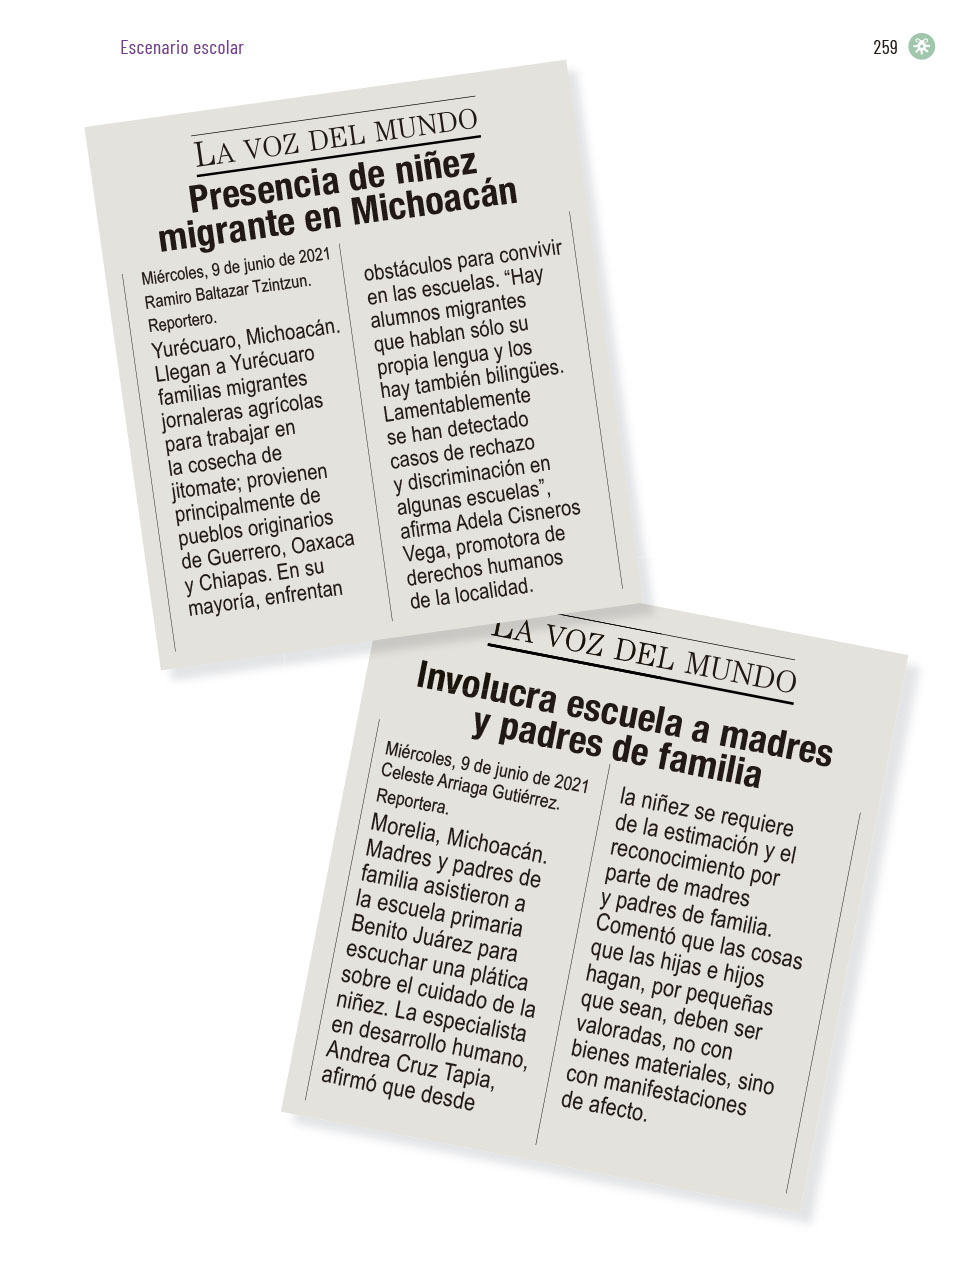 Escenario escolar
259
LA VOZ DEL MUNDO
Presencia de niñez
migrante en Michoacán
Miércoles, 9 de junio de 2021
Ramiro Baltazar Tzintzun.
Reportero.
Yurécuaro, Michoacán.
Llegan a Yurécuaro
familias migrantes
jornaleras agrícolas
para trabajar en
la cosecha de
jitomate; provienen
principalmente de
pueblos originarios
de Guerrero, Oaxaca
y Chiapas. En su
mayoría, enfrentan
obstáculos para convivir
en las escuelas. “Hay
alumnos migrantes
que hablan sólo su
propia lengua y los
hay también bilingües.
Lamentablemente
se han detectado
casos de rechazo
y discriminación en
algunas escuelas”,
afirma Adela Cisneros
Vega, promotora de
derechos humanos
de la localidad.
LA VOZ DEL MUNDO
Involucra escuela a madres
y padres de familia
Miércoles, 9 de junio de 2021
Celeste Arriaga Gutiérrez.
Reportera.
Morelia, Michoacán.
Madres y padres de
familia asistieron a
la escuela primaria
Benito Juárez para
escuchar una plática
sobre el cuidado de la
niñez. La especialista
en desarrollo humano,
Andrea Cruz Tapia,
afirmó que desde
la niñez se requiere
de la estimación y el
reconocimiento por
parte de madres
y padres de familia.
Comentó que las cosas
que las hijas e hijos
hagan, por pequeñas
que sean, deben ser
valoradas, no con
bienes materiales, sino
con manifestaciones
de afecto.